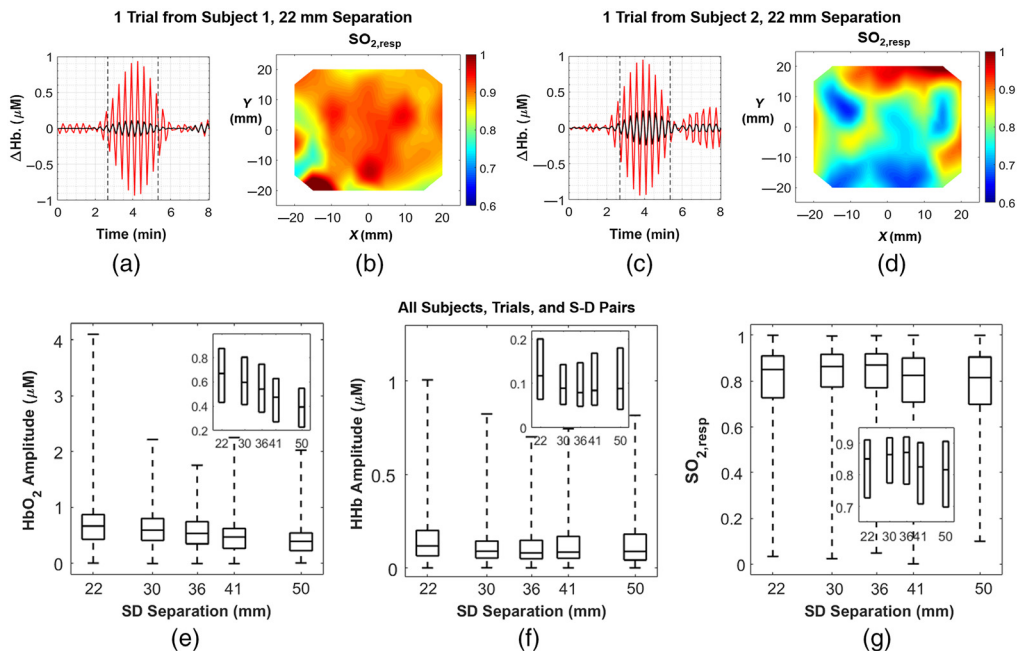 1 Trial from Subject 1, 22 mm Separation
1 Trial from Subject 2, 22 mm Separation
SO2,resp
SO2,resp
ΔHb. (μM)
1
0.5
0
−0.5
−1
0 2 4 6 8
Time (min)
(a)
Y
(mm)
20
10
0
−10
−20
−20 −10 0 10 20
X (mm)
1
0.9
0.8
0.7
0.6
(b)
ΔHb. (μM)
1
0.5
0
−0.5
−1
0 2 4 6 8
Time (min)
(c)
Y
(mm)
20
10
0
−10
−20
−20 −10 0 10 20
X (mm)
1
0.9
0.8
0.7
0.6
(d)
All Subjects, Trials, and S-D Pairs
HbO2 Amplitude (μM)
5
4
3
2
1
0
22 30 36 41 50
SD Separation (mm)
0.8
0.6
0.4
0.2
22 30 36 41 50
(e)
HHb Amplitude (μM)
1
0.5
0
22 30 36 41 50
SD Separation (mm)
0.2
0.1
0
22 30 36 41 50
(f)
SO2,resp
1
0.8
0.6
0.4
0.2
0
22 30 36 41 50
SD Separation (mm)
0.9
0.8
0.7
22 30 36 41 50
(g)